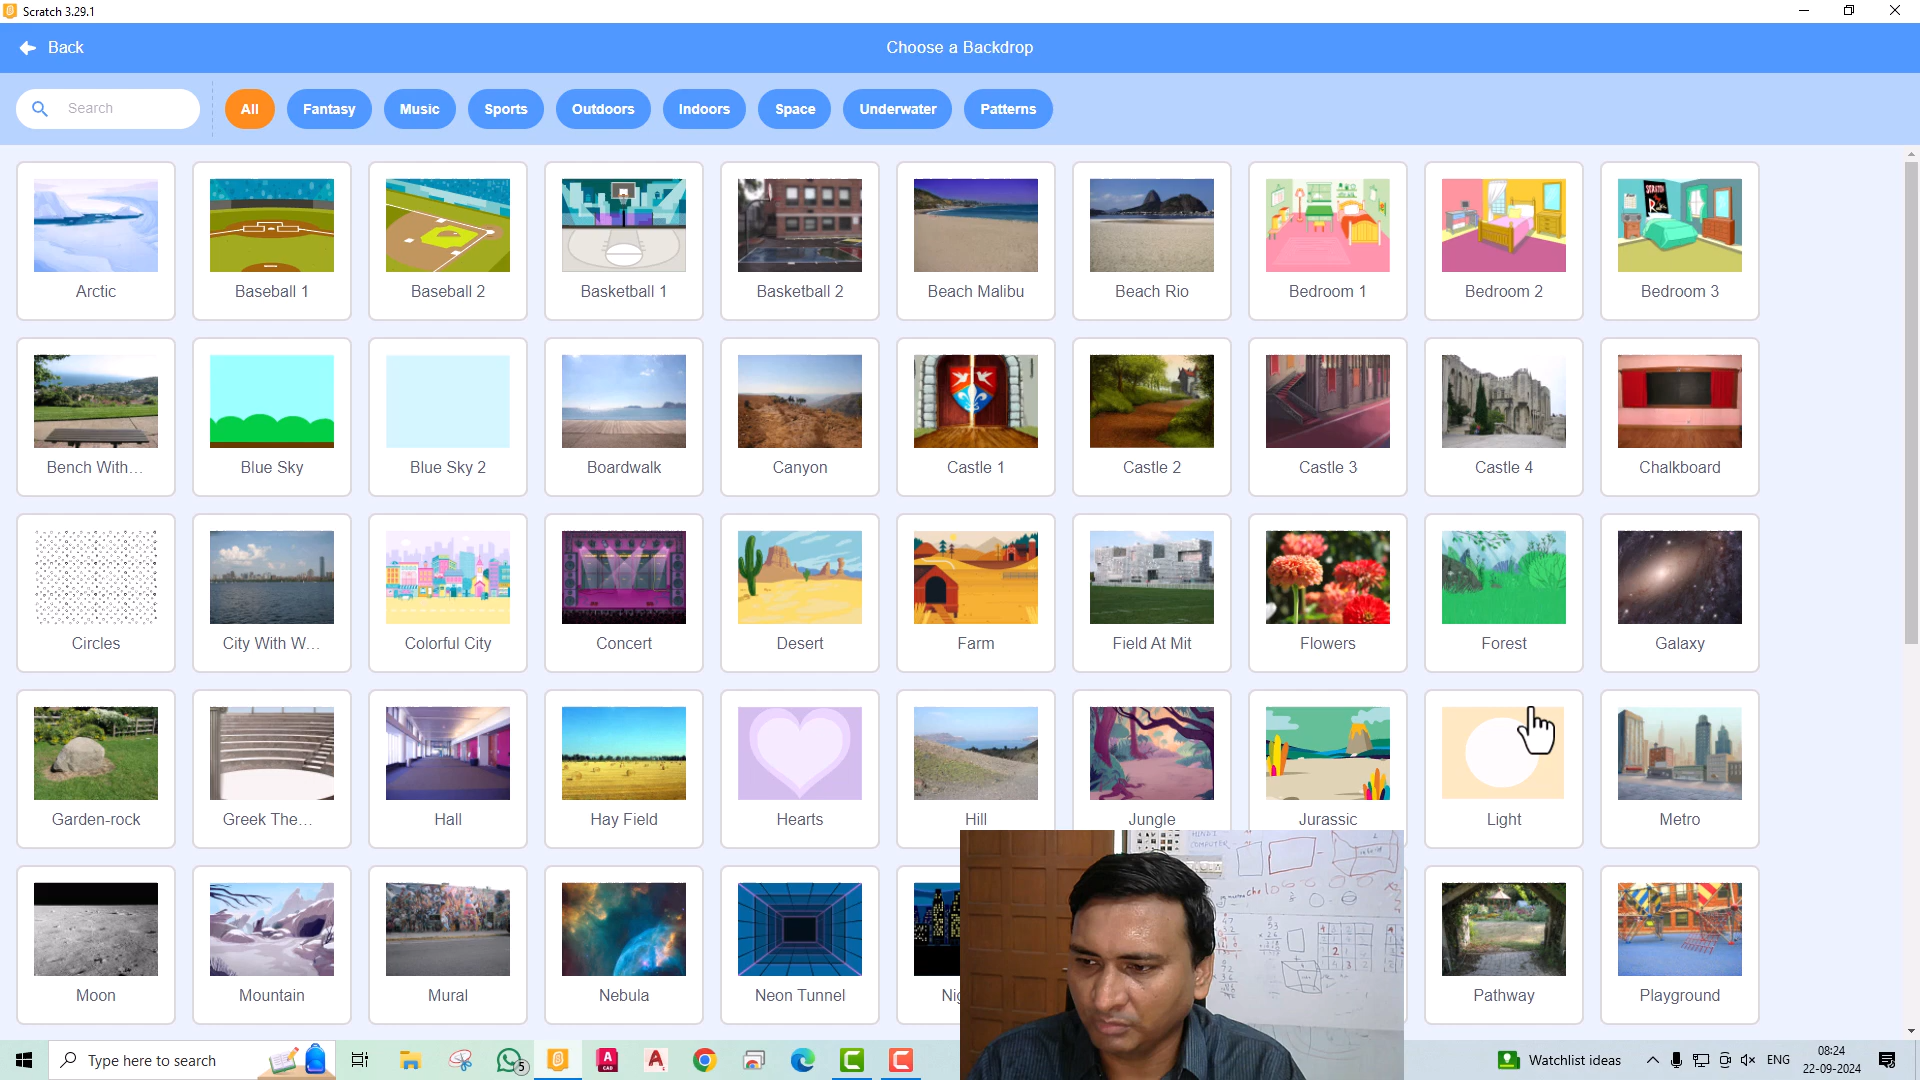 Scratch 3.29.1
Back
Choose a Backdrop
Search
All
Fantasy
Music
Sports
Outdoors
Indoors
Space
Underwater
Patterns
Arctic
Baseball 1
Baseball 2
Basketball 1
Basketball 2
Beach Malibu
Beach Rio
Bedroom 1
Bedroom 2
Bedroom 3
Bench With...
Blue Sky
Blue Sky 2
Boardwalk
Canyon
Castle 1
Castle 2
Castle 3
Castle 4
Chalkboard
Circles
City With W...
Colorful City
Concert
Desert
Farm
Field At Mit
Flowers
Forest
Galaxy
Garden-rock
Greek The...
Hall
Hay Field
Hearts
Hill
Jungle
Jurassic
Light
Metro
Moon
Mountain
Mural
Nebula
Neon Tunnel
Pathway
Playground
Type here to search
5
Watchlist ideas
ENG
08:24
22-09-2024